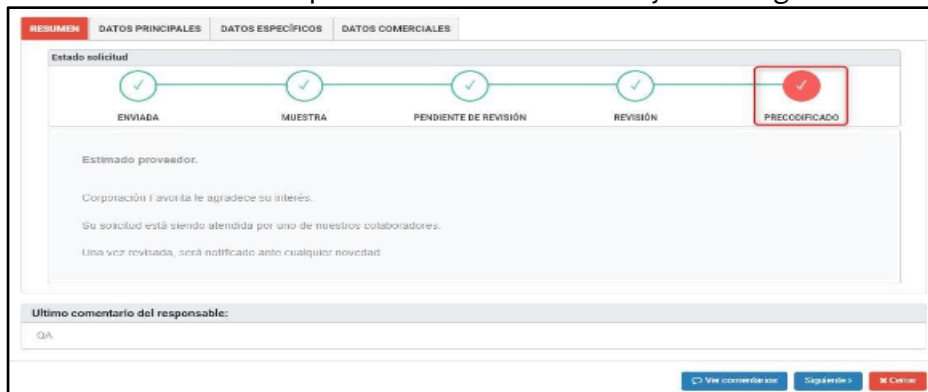 RESUMEN DATOS PRINCIPALES DATOS ESPECÍFICOS DATOS COMERCIALES
Estado solicitud
ENVIADA MUESTRA PENDIENTE DE REVISIÓN REVISIÓN PRECODIFICADO
Estimado proveedor.
Corporación Favorita le agradece su interés.
Su solicitud está siendo atendida por uno de nuestros colaboradores.
Una vez revisada, será notificado ante cualquier novedad
Ultimo comentario del responsable:
QA
Ver comentarios Siguiente > Cerrar